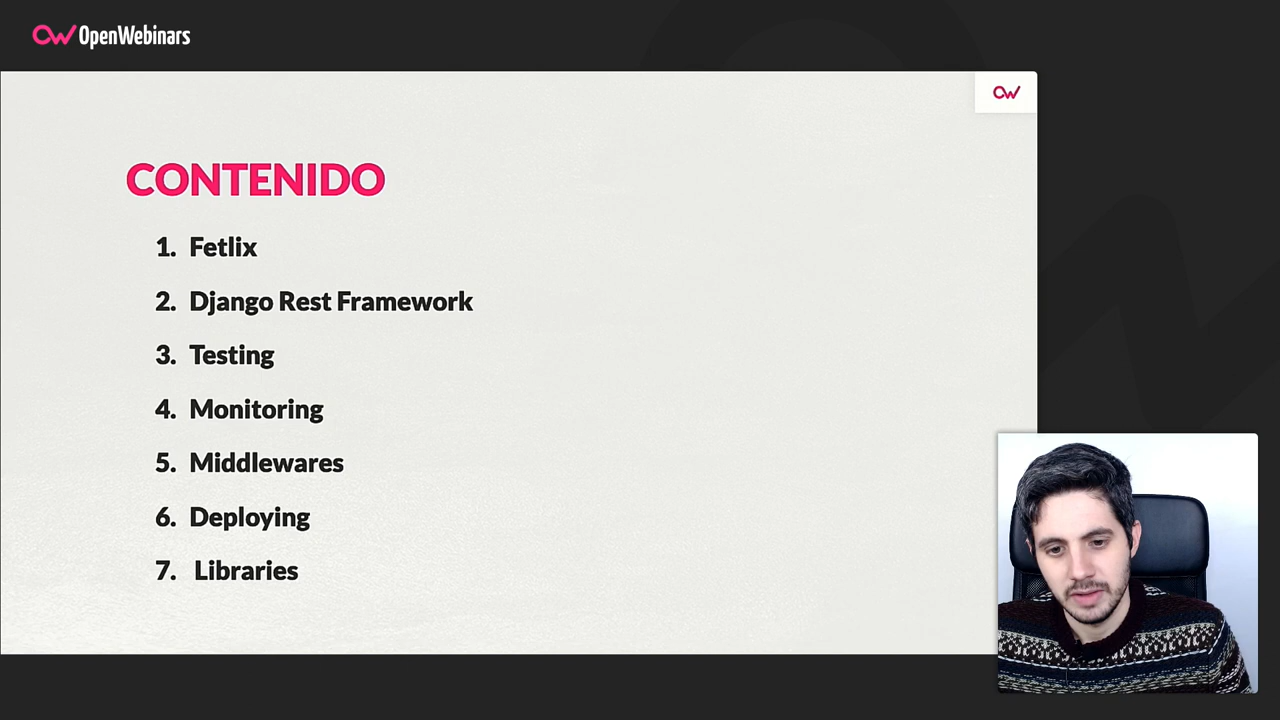 OpenWebinars
CONTENIDO
1. Fetlix
2. Django Rest Framework
3. Testing
4. Monitoring
5. Middlewares
6. Deploying
7. Libraries